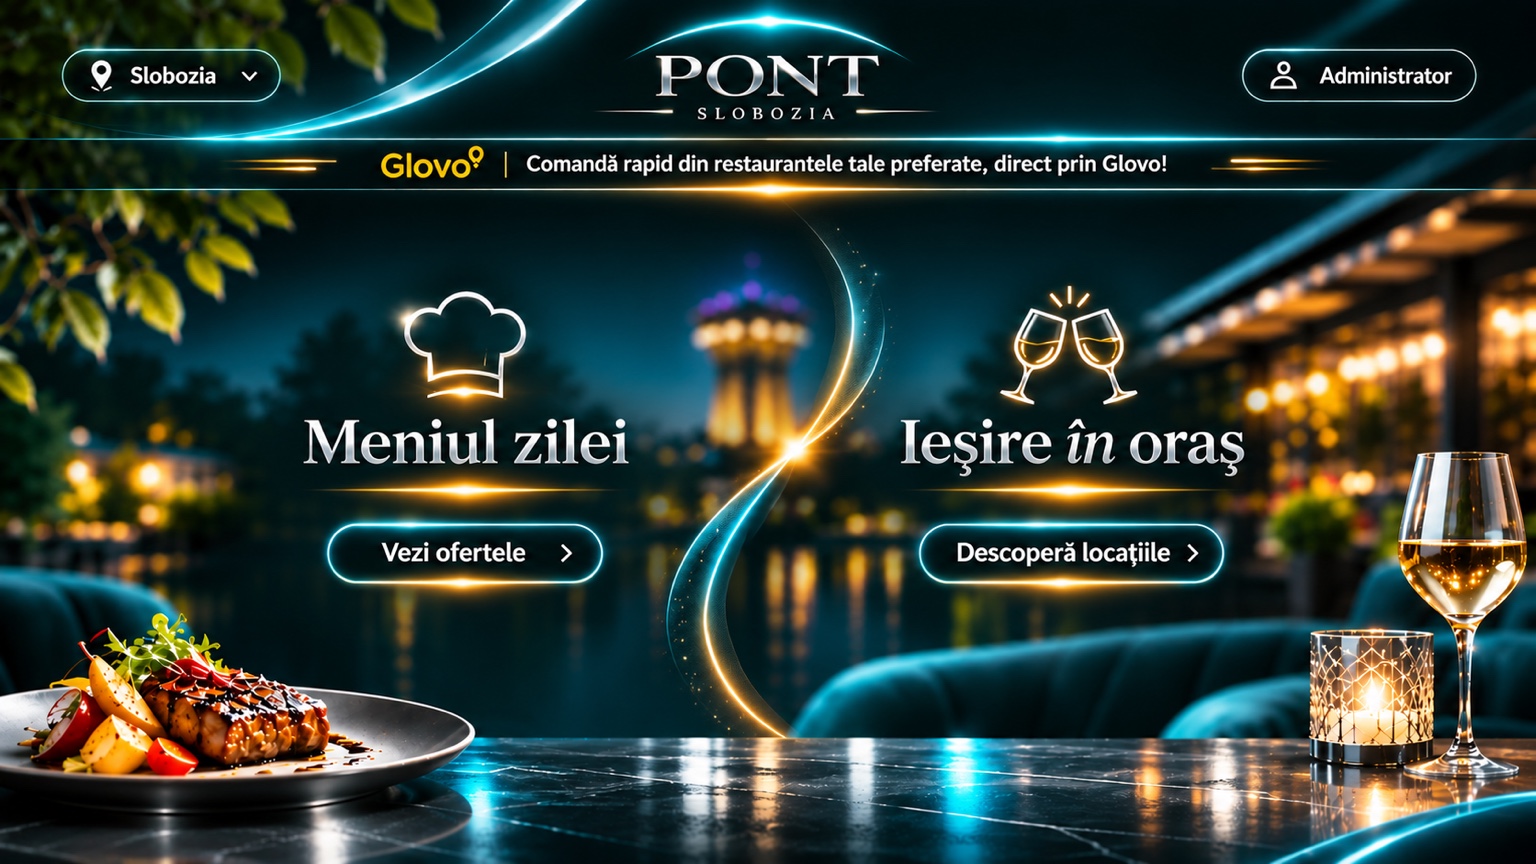 Slobozia
PONT
SLOBOZIA
Administrator
Glovo
Comandă rapid din restaurantele tale preferate, direct prin Glovo!
Meniul zilei
Ieşire în oraş
Vezi ofertele
Descoperă locațiile